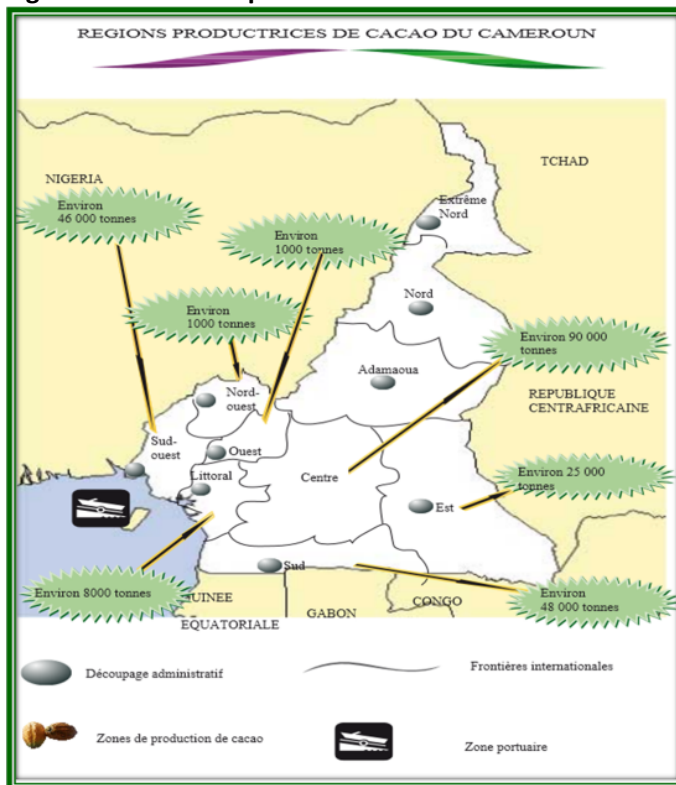 REGIONS PRODUCTRICES DE CACAO DU CAMEROUN
TCHAD
NIGERIA
Environ
46 000 tonnes
Extrême
Nord
Environ
1000 tonnes
Nord
Environ
1000 tonnes
Environ 90 000
tonnes
Adamaoua
Nord-
ouest
REPUBLIQUE
CENTRAFRICAINE
Sud-
ouest
Ouest
Littoral
Centre
Environ 25 000
tonnes
Est
Sud
Environ 8000 tonnes
UINEE
EQUATORIALE
GABON
CONGO
Environ
48 000 tonnes
Découpage administratif
Frontières internationales
Zones de production de cacao
Zone portuaire